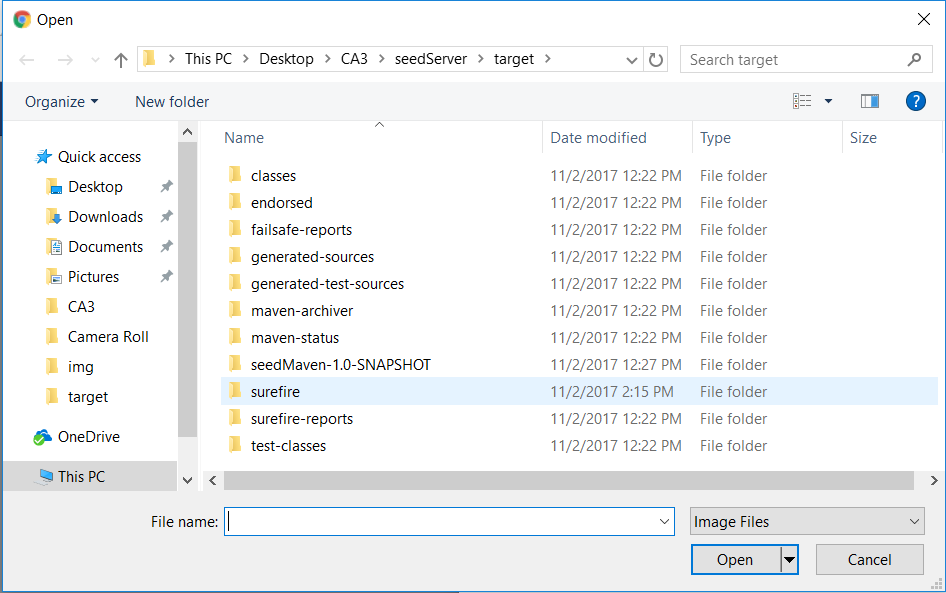 Open
This PC Desktop CA3 seedServer target
Search target
Organize New folder
?
Name Date modified Type Size
Quick access
Desktop
Downloads
Documents
Pictures
CA3
Camera Roll
img
target
OneDrive
This PC
classes 11/2/2017 12:22 PM File folder
endorsed 11/2/2017 12:22 PM File folder
failsafe-reports 11/2/2017 12:22 PM File folder
generated-sources 11/2/2017 12:22 PM File folder
generated-test-sources 11/2/2017 12:22 PM File folder
maven-archiver 11/2/2017 12:22 PM File folder
maven-status 11/2/2017 12:22 PM File folder
seedMaven-1.0-SNAPSHOT 11/2/2017 12:27 PM File folder
surefire 11/2/2017 2:15 PM File folder
surefire-reports 11/2/2017 12:22 PM File folder
test-classes 11/2/2017 12:22 PM File folder
File name: Image Files
Open Cancel